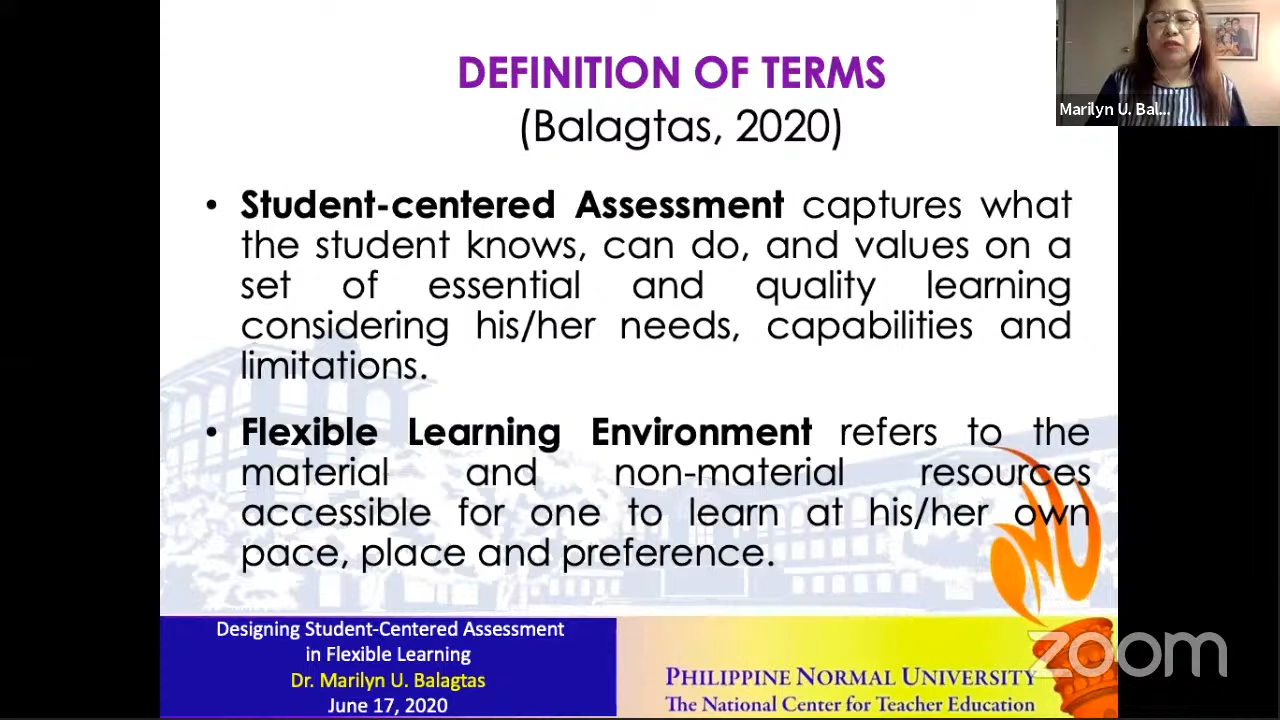 DEFINITION OF TERMS
(Balagtas, 2020)
Marilyn U. Bal...
• Student-centered Assessment captures what
the student knows, can do, and values on a
set of essential and quality learning
considering his/her needs, capabilities and
limitations.
• Flexible Learning Environment refers to the
material and non-material resources
accessible for one to learn at his/her own
pace, place and preference.
Designing Student-Centered Assessment
in Flexible Learning
Dr. Marilyn U. Balagtas
June 17, 2020
PHILIPPINE NORMAL UNIVERSITY
The National Center for Teacher Education
PNU
zoom